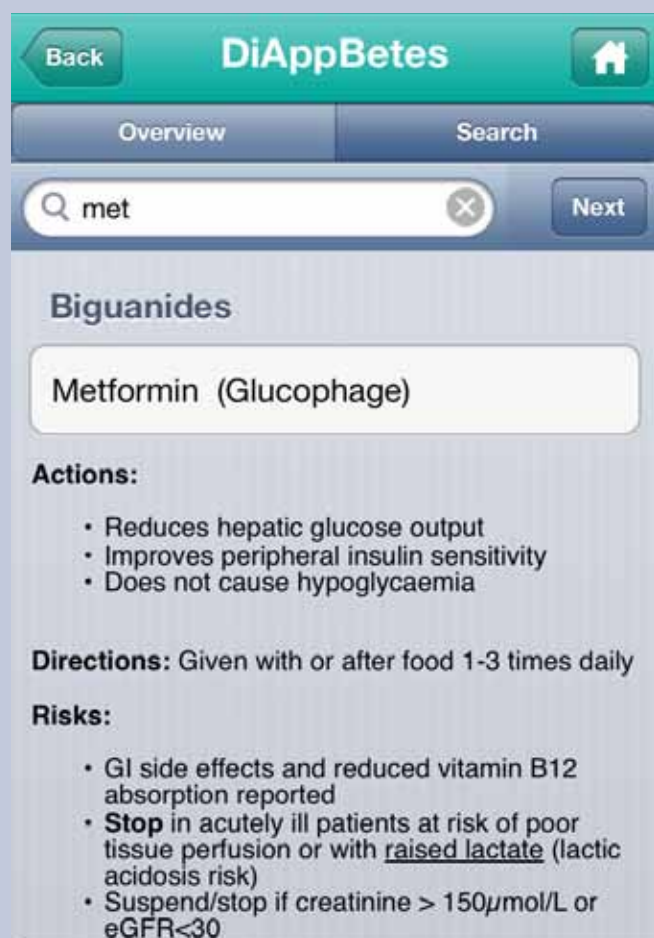 Back DiAppBetes
Overview Search
met Next
Biguanides
Metformin (Glucophage)
Actions:
• Reduces hepatic glucose output
• Improves peripheral insulin sensitivity
• Does not cause hypoglycaemia
Directions: Given with or after food 1-3 times daily
Risks:
• GI side effects and reduced vitamin B12
absorption reported
• Stop in acutely ill patients at risk of poor
tissue perfusion or with raised lactate (lactic
acidosis risk)
• Suspend/stop if creatinine > 150μmol/L or
eGFR<30